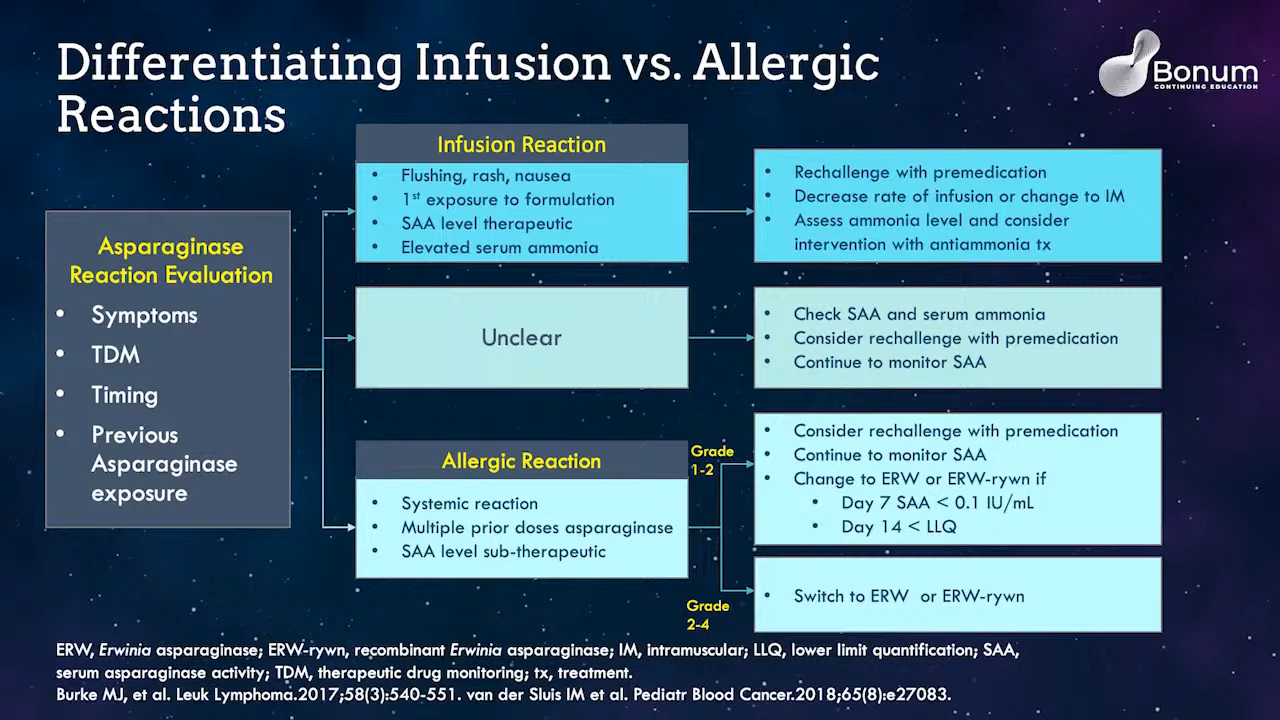 Differentiating Infusion vs. Allergic
Reactions
Bonum
CONTINUING EDUCATION
Asparaginase
Reaction Evaluation
• Symptoms
• TDM
• Timing
• Previous
Asparaginase
exposure
Infusion Reaction
• Flushing, rash, nausea
• 1st exposure to formulation
• SAA level therapeutic
• Elevated serum ammonia
• Rechallenge with premedication
• Decrease rate of infusion or change to IM
• Assess ammonia level and consider
intervention with antiammonia tx
Unclear
• Check SAA and serum ammonia
• Consider rechallenge with premedication
• Continue to monitor SAA
Allergic Reaction
• Systemic reaction
• Multiple prior doses asparaginase
• SAA level sub-therapeutic
Grade
1-2
• Consider rechallenge with premedication
• Continue to monitor SAA
• Change to ERW or ERW-rywn if
• Day 7 SAA < 0.1 IU/mL
• Day 14 < LLQ
Grade
2-4
• Switch to ERW or ERW-rywn
ERW, Erwinia asparaginase; ERW-rywn, recombinant Erwinia asparaginase; IM, intramuscular; LLQ, lower limit quantification; SAA,
serum asparaginase activity; TDM, therapeutic drug monitoring; tx, treatment.
Burke MJ, et al. Leuk Lymphoma.2017;58(3):540-551. van der Sluis IM et al. Pediatr Blood Cancer.2018;65(8):e27083.